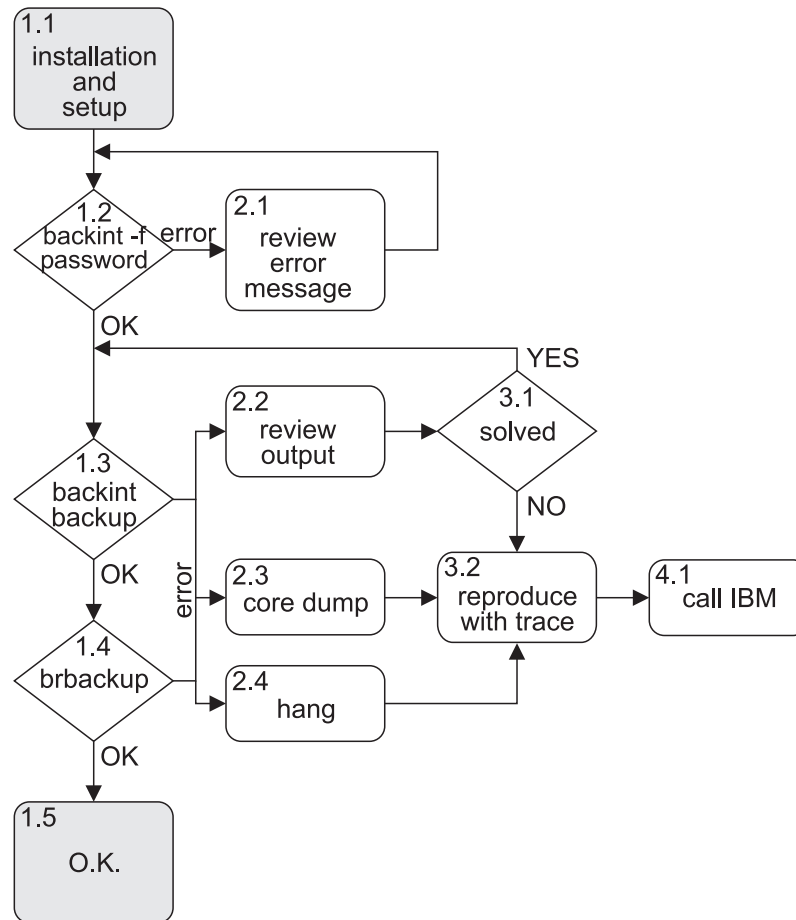 1.1
installation
and
setup
1.2
backint -f
password
error
2.1
review
error
message
OK
YES
2.2
review
output
3.1
solved
1.3
backint
backup
NO
OK
error
2.3
core dump
3.2
reproduce
with trace
4.1
call IBM
1.4
brbackup
2.4
hang
OK
1.5
O.K.